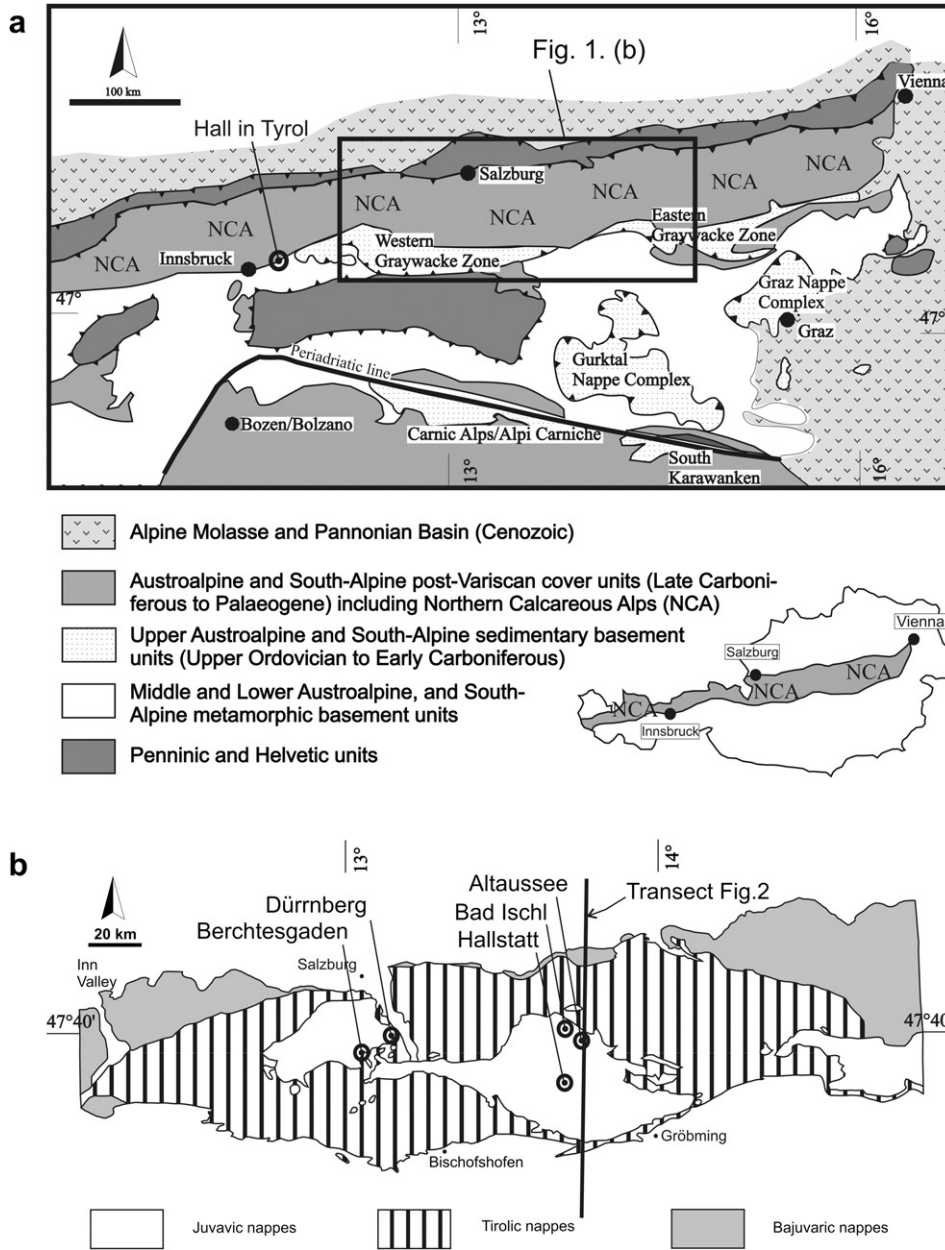 a
13°
16°
Fig. 1. (b)
Vienna
100 km
Hall in Tyrol
NCA
Salzburg
NCA
NCA
NCA
NCA
NCA
Eastern
Graywacke Zone
Western
Graywacke Zone
Innsbruck
47°
Graz Nappe
Complex
47°
Graz
Periadriatic line
Gurktal
Nappe Complex
Bozen/Bolzano
Carnic Alps/Alpi Carniche
13°
South
Karawanken
16°
Alpine Molasse and Pannonian Basin (Cenozoic)
Austroalpine and South-Alpine post-Variscan cover units (Late Carboni-
ferous to Palaeogene) including Northern Calcareous Alps (NCA)
Upper Austroalpine and South-Alpine sedimentary basement
units (Upper Ordovician to Early Carboniferous)
Middle and Lower Austroalpine, and South-
Alpine metamorphic basement units
Penninic and Helvetic units
Vienna
Salzburg
NCA
NCA
NCA
Innsbruck
b
13°
14°
20 km
Altaussee
Bad Ischl
Hallstatt
Transect Fig.2
Dürrnberg
Berchtesgaden
Inn
Valley
Salzburg
47°40'
47°40'
Gröbming
Bischofshofen
Juvavic nappes
Tirolic nappes
Bajuvaric nappes